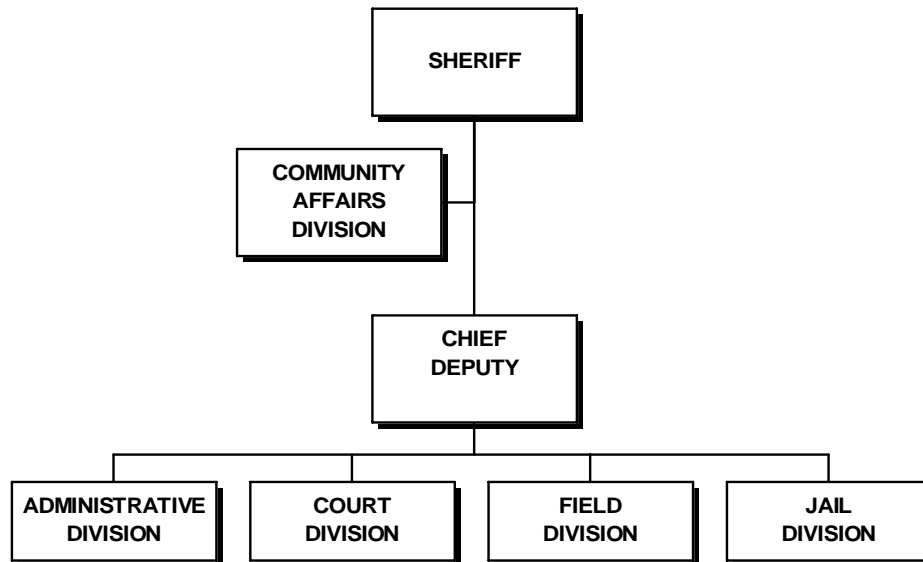 SHERIFF
COMMUNITY
AFFAIRS
DIVISION
CHIEF
DEPUTY
ADMINISTRATIVE
DIVISION
COURT
DIVISION
FIELD
DIVISION
JAIL
DIVISION